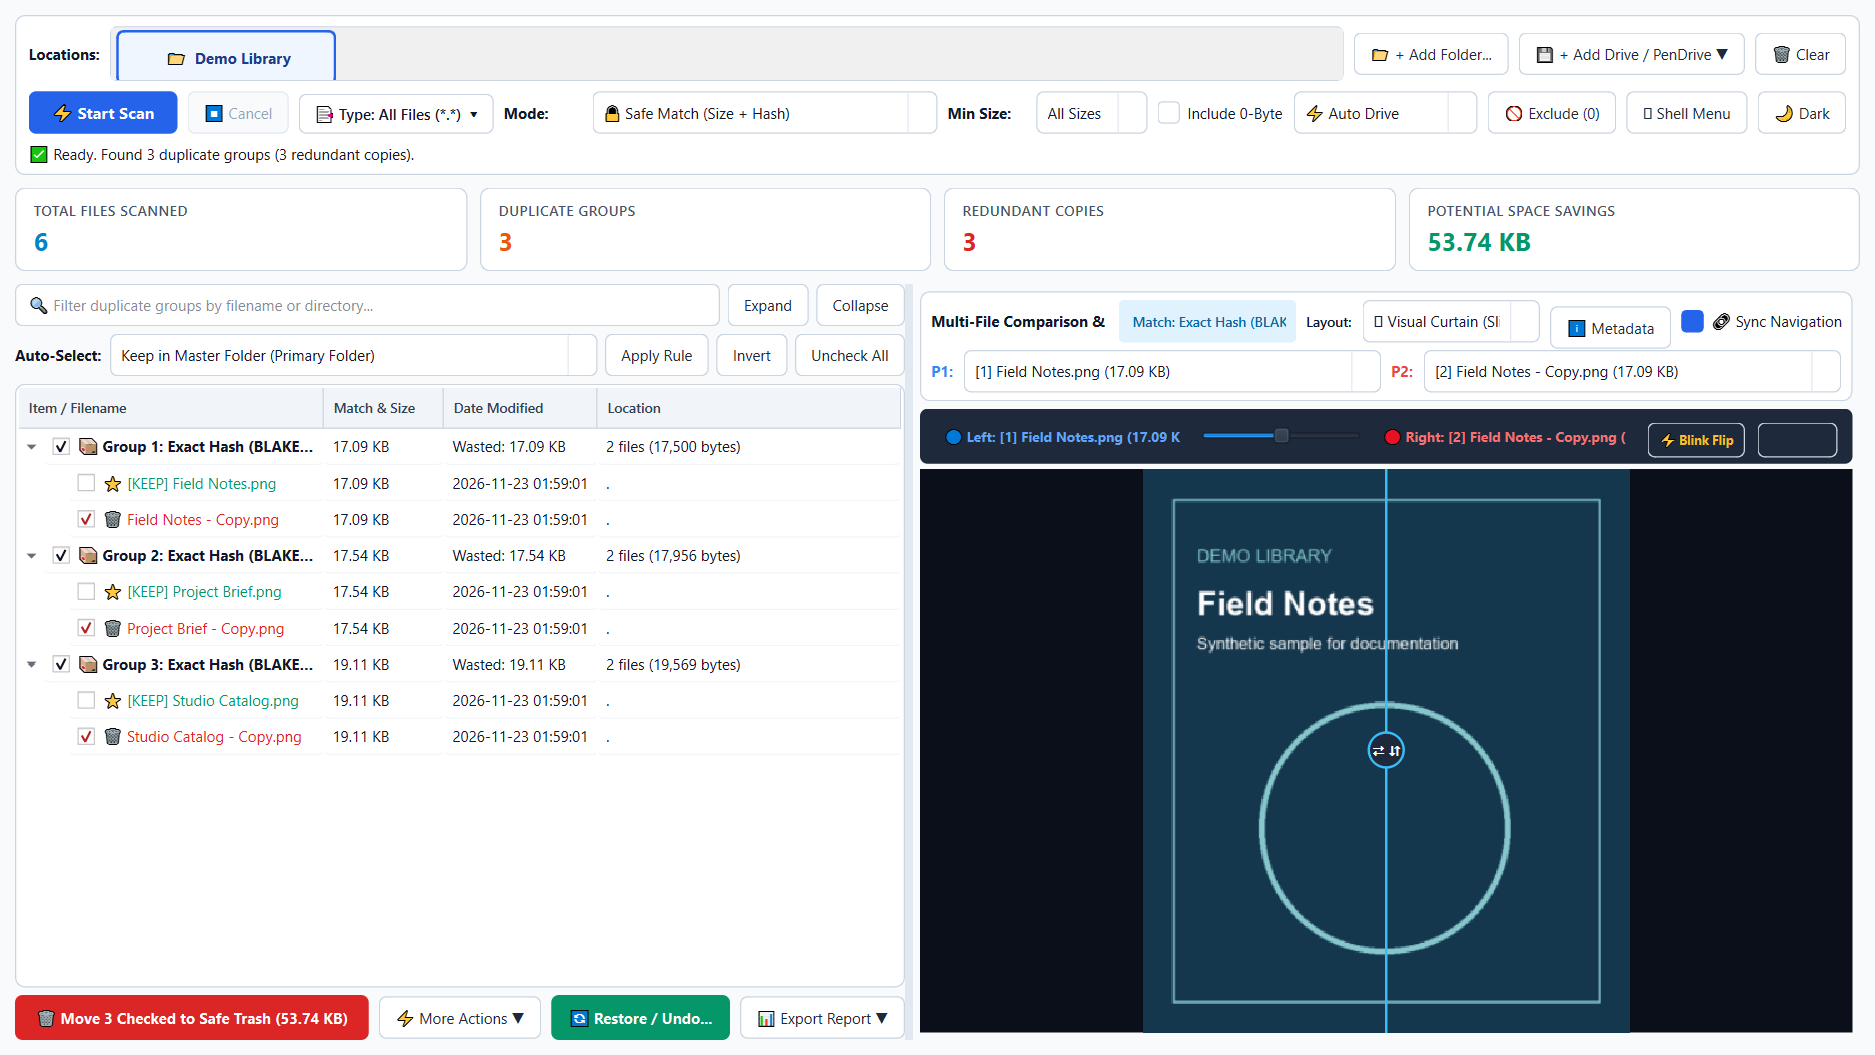 Locations:
Demo Library
+ Add Folder...
+ Add Drive / PenDrive ▼
Clear
Start Scan
Cancel
Type: All Files (*.*) ▼
Mode:
Safe Match (Size + Hash)
Min Size:
All Sizes
Include 0-Byte
Auto Drive
Exclude (0)
Shell Menu
Dark
Ready. Found 3 duplicate groups (3 redundant copies).
TOTAL FILES SCANNED
6
DUPLICATE GROUPS
3
REDUNDANT COPIES
3
POTENTIAL SPACE SAVINGS
53.74 KB
Filter duplicate groups by filename or directory...
Expand
Collapse
Auto-Select:
Keep in Master Folder (Primary Folder)
Apply Rule
Invert
Uncheck All
Item / Filename
Match & Size
Date Modified
Location
Group 1: Exact Hash (BLAKE...
17.09 KB
Wasted: 17.09 KB
2 files (17,500 bytes)
[KEEP] Field Notes.png
17.09 KB
2026-11-23 01:59:01
.
Field Notes - Copy.png
17.09 KB
2026-11-23 01:59:01
.
Group 2: Exact Hash (BLAKE...
17.54 KB
Wasted: 17.54 KB
2 files (17,956 bytes)
[KEEP] Project Brief.png
17.54 KB
2026-11-23 01:59:01
.
Project Brief - Copy.png
17.54 KB
2026-11-23 01:59:01
.
Group 3: Exact Hash (BLAKE...
19.11 KB
Wasted: 19.11 KB
2 files (19,569 bytes)
[KEEP] Studio Catalog.png
19.11 KB
2026-11-23 01:59:01
.
Studio Catalog - Copy.png
19.11 KB
2026-11-23 01:59:01
.
Move 3 Checked to Safe Trash (53.74 KB)
More Actions ▼
Restore / Undo...
Export Report ▼
Multi-File Comparison &
Match: Exact Hash (BLAK
Layout:
Visual Curtain (Sli
Metadata
Sync Navigation
P1:
[1] Field Notes.png (17.09 KB)
P2:
[2] Field Notes - Copy.png (17.09 KB)
Left: [1] Field Notes.png (17.09 K
Right: [2] Field Notes - Copy.png (
Blink Flip
DEMO LIBRARY
Field Notes
Synthetic sample for documentation